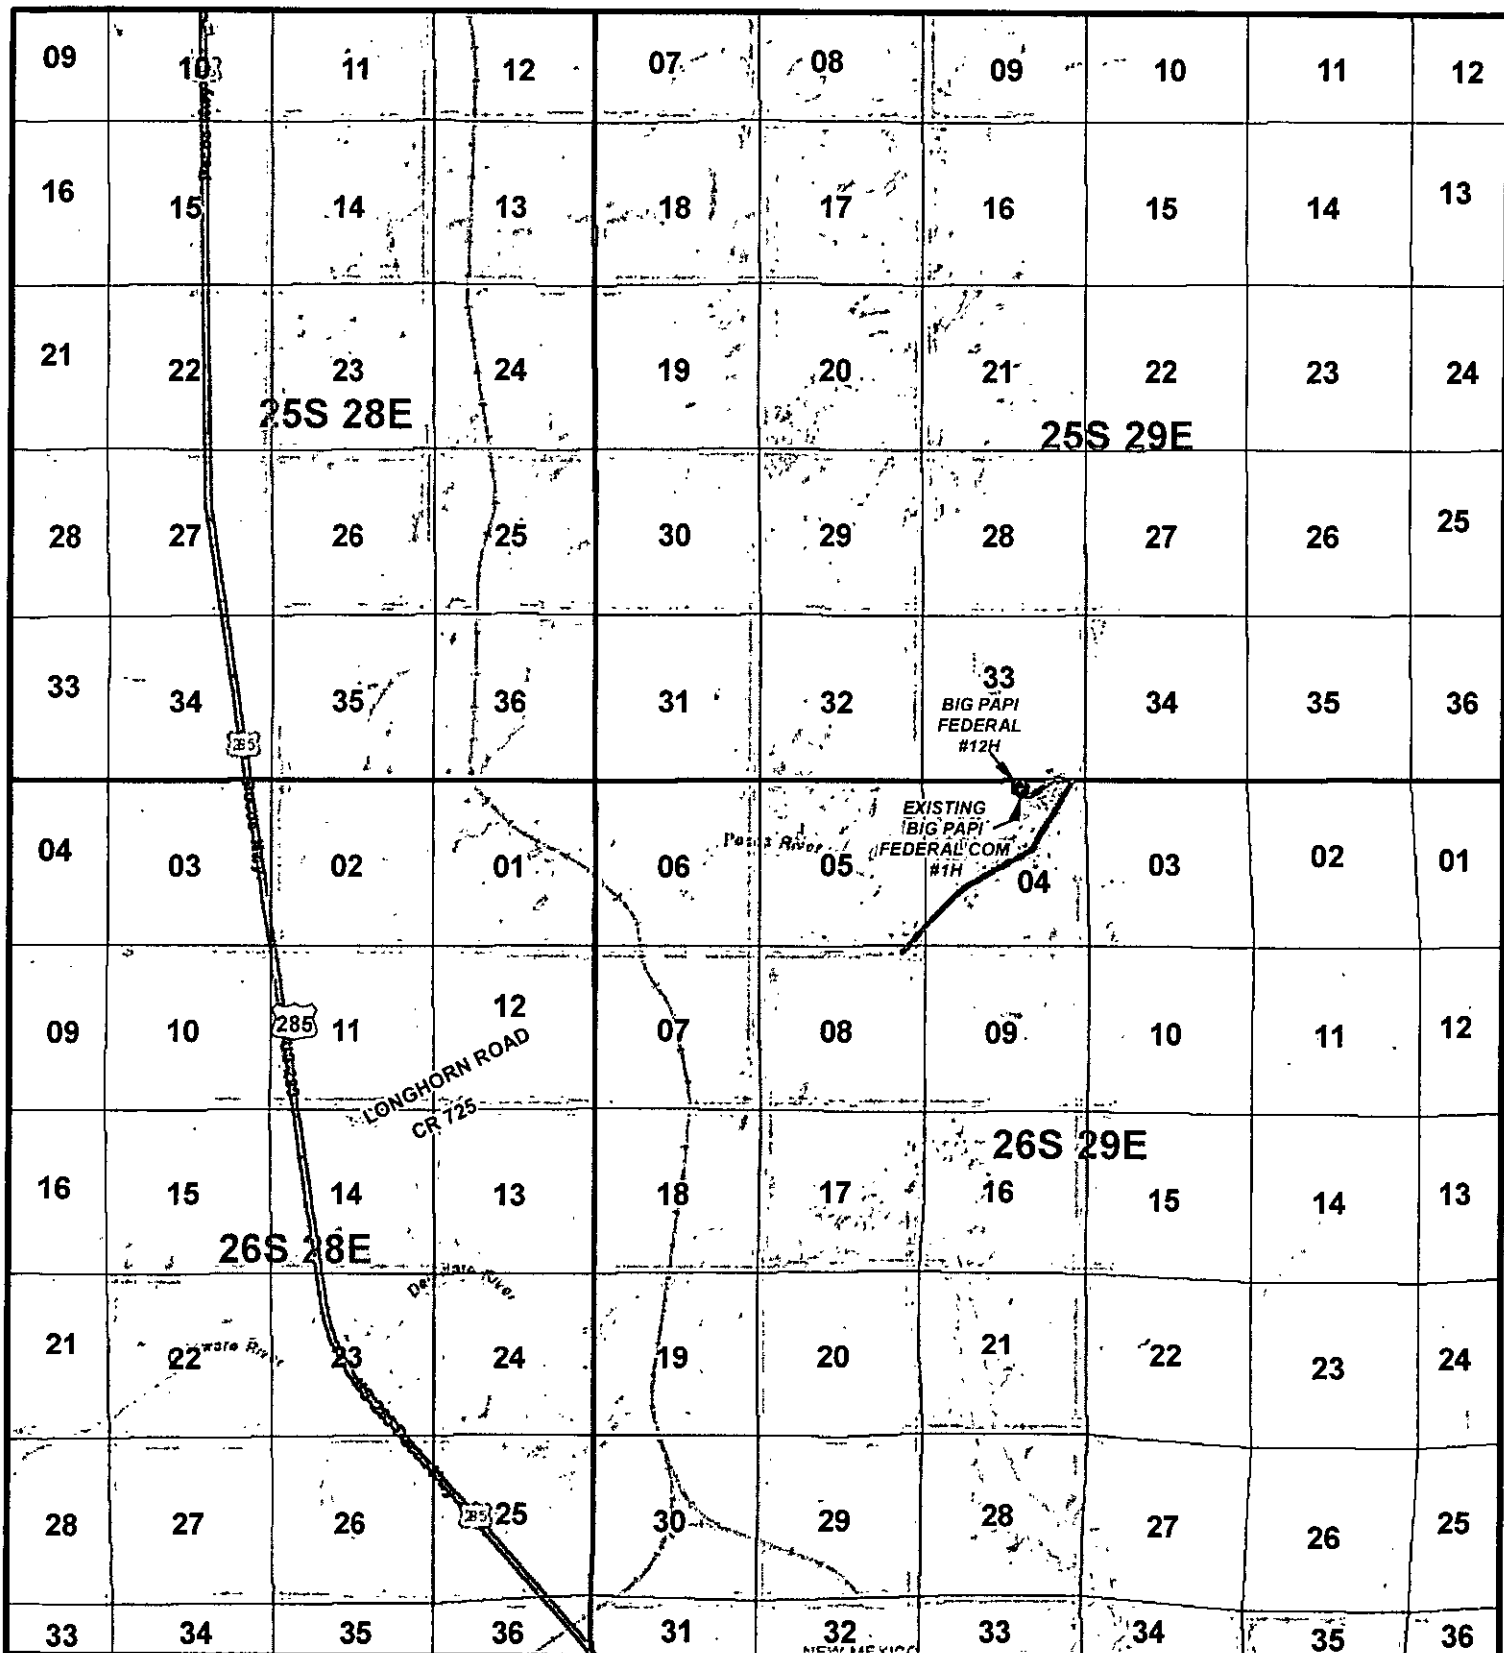 09 10 11 12 07 08 09 10 11 12
16 15 14 13 18 17 16 15 14 13
21 22 23 24 19 20 21 22 23 24
25S 28E
25S 29E
28 27 26 25 30 29 28 27 26 25
33 34 35 36 31 32 33 34 35 36
BIG PAPI
FEDERAL
#12H
285
EXISTING
BIG PAPI
FEDERAL COM
#1H
River
04 03 02 01 06 05 04 03 02 01
09 10 285 11 12 07 08 09 10 11 12
LONGHORN ROAD
CR 725
26S 29E
16 15 14 13 18 17 16 15 14 13
26S 28E
River
21 22 23 24 19 20 21 22 23 24
River
28 27 26 285 25 30 29 28 27 26 25
33 34 35 36 31 32 33 34 35 36
NEW MEXICO